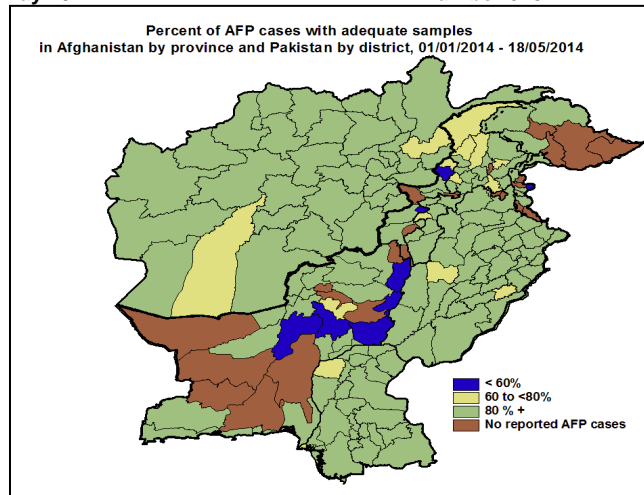 Percent of AFP cases with adequate samples
in Afghanistan by province and Pakistan by district, 01/01/2014 - 18/05/2014
< 60%
60 to <80%
80 % +
No reported AFP cases